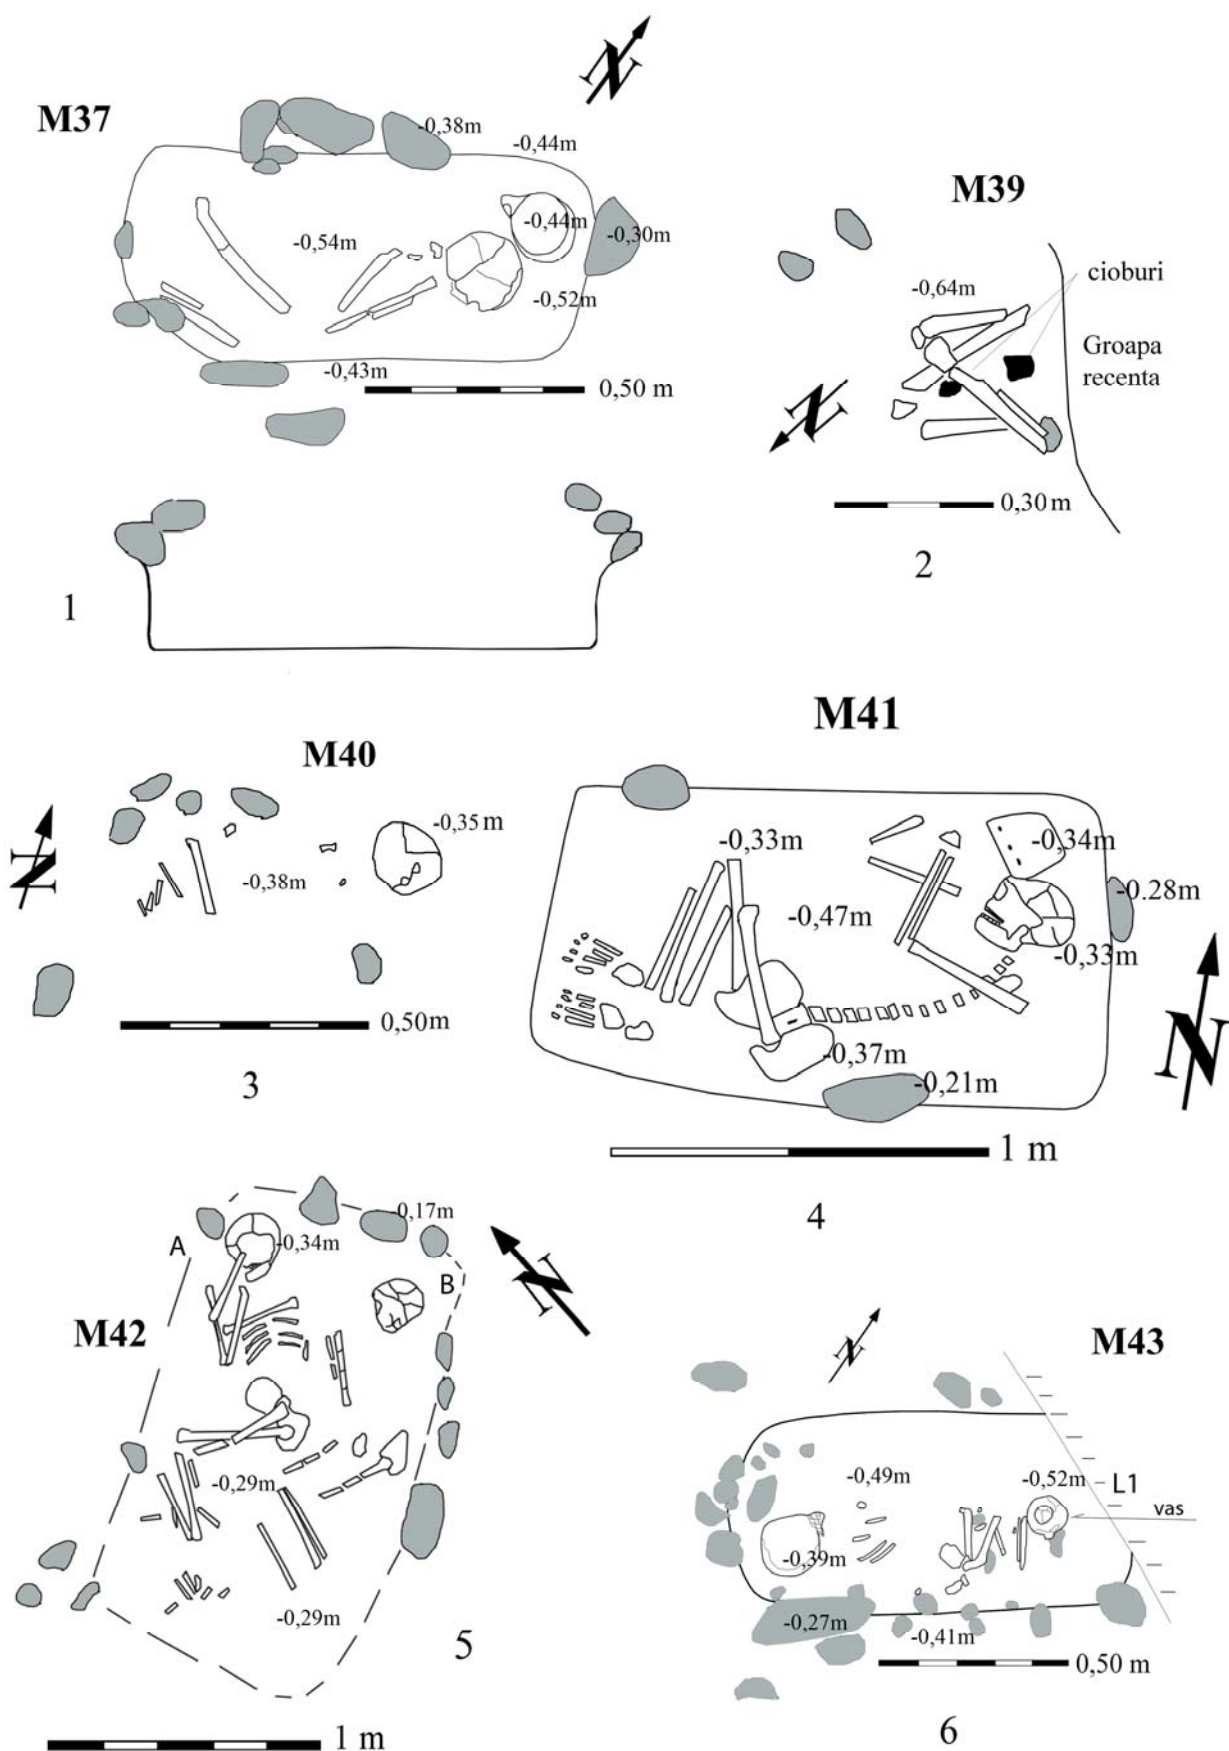 N
M37
-0,38m
-0,44m
-0,44m
-0,30m
-0,54m
-0,52m
-0,43m
0,50 m
1
M39
cioburi
-0,64m
Groapa
recenta
N
0,30 m
2
M40
-0,35 m
N
-0,38m
0,50m
3
M41
-0,33m
-0,34m
-0.28m
-0,47m
-0,33m
N
-0,37m
-0,21m
1 m
4
-0,17m
A
-0,34m
B
N
M42
-0,29m
-0,29m
5
1 m
N
M43
-0,49m
-0,52m
L1
vas
-0,39m
-0,27m
-0,41m
0,50 m
6